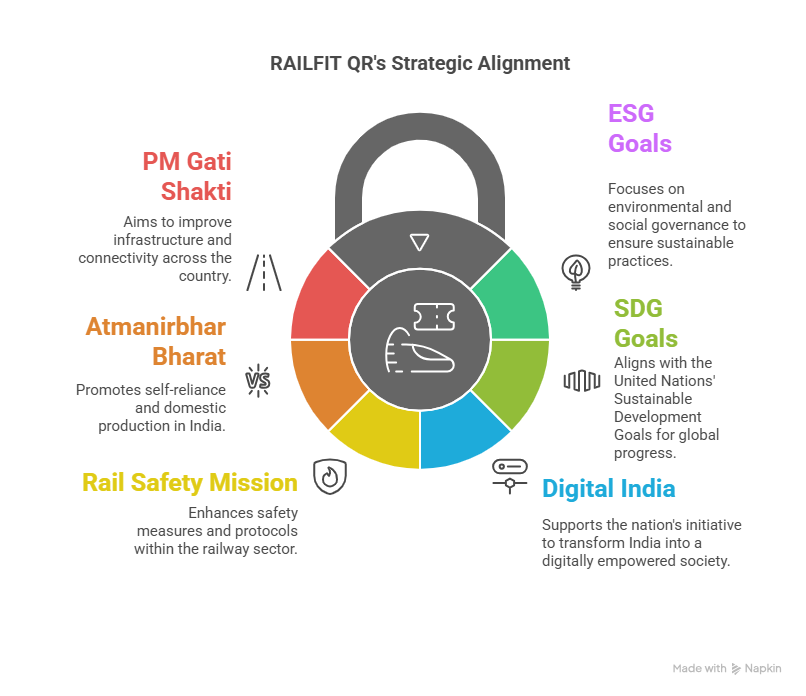 RAILFIT QR's Strategic Alignment
PM Gati
Shakti
Aims to improve
infrastructure and
connectivity across the
country.
Atmanirbhar
Bharat
Promotes self-reliance
and domestic
production in India.
Rail Safety Mission
Enhances safety
measures and protocols
within the railway sector.
ESG
Goals
Focuses on
environmental and
social governance to
ensure sustainable
practices.
SDG
Goals
Aligns with the
United Nations'
Sustainable
Development
Goals for global
progress.
Digital India
Supports the nation's initiative
to transform India into a
digitally empowered society.
VS
Made with Napkin